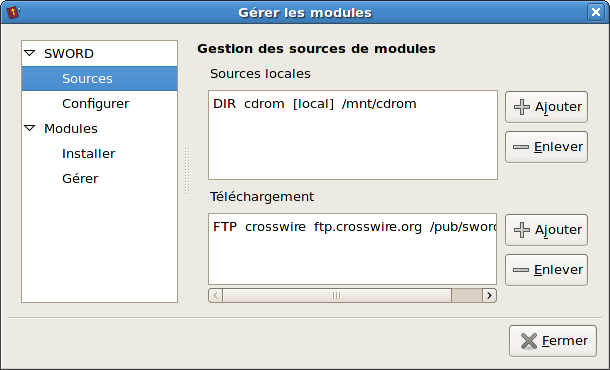 Gérer les modules
SWORD
Sources
Configurer
Modules
Installer
Gérer
Gestion des sources de modules
Sources locales
DIR cdrom [local] /mnt/cdrom
Ajouter
Enlever
Téléchargement
FTP crosswire ftp.crosswire.org /pub/sword
Ajouter
Enlever
Fermer